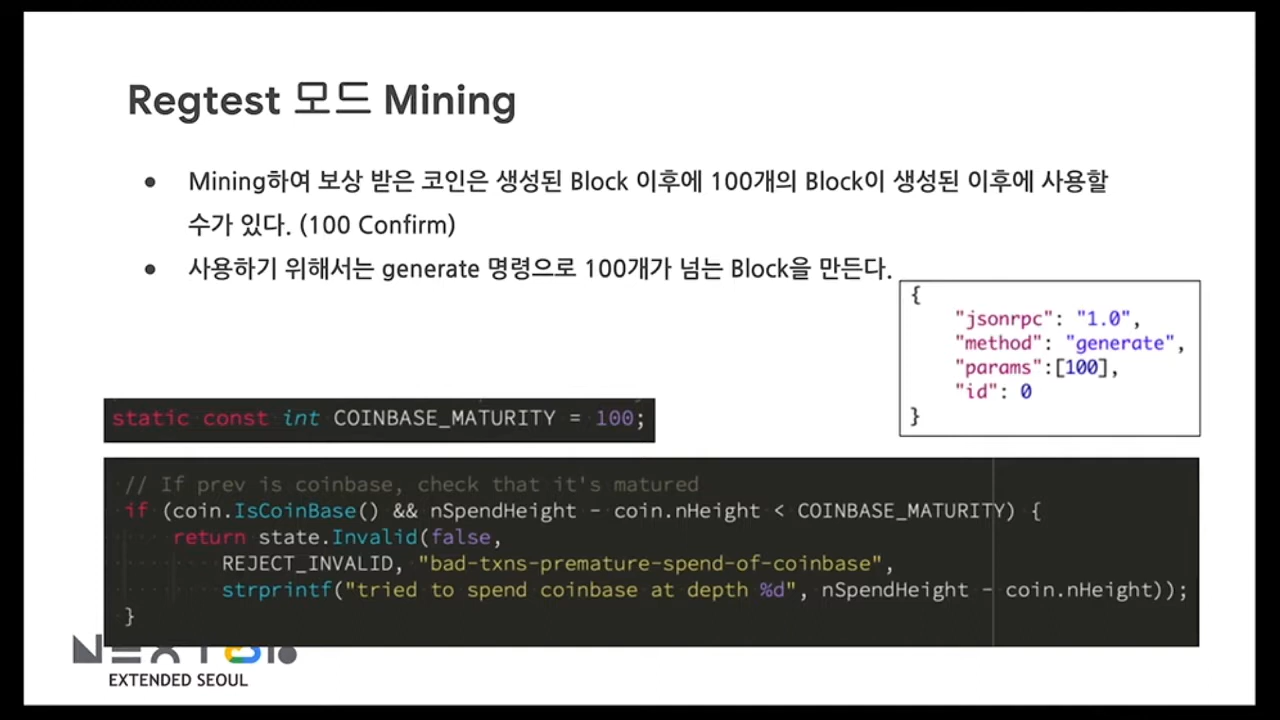 Regtest 모드 Mining
● Mining하여 보상 받은 코인은 생성된 Block 이후에 100개의 Block이 생성된 이후에 사용할
수가 있다. (100 Confirm)
● 사용하기 위해서는 generate 명령으로 100개가 넘는 Block을 만든다.
{
"jsonrpc": "1.0",
"method": "generate",
"params":[100],
"id": 0
}
static const int COINBASE_MATURITY = 100;
// If prev is coinbase, check that it's matured
if (coin.IsCoinBase() && nSpendHeight - coin.nHeight < COINBASE_MATURITY) {
return state.Invalid(false,
REJECT_INVALID, "bad-txns-premature-spend-of-coinbase",
strprintf("tried to spend coinbase at depth %d", nSpendHeight - coin.nHeight));
}
EXTENDED SEOUL